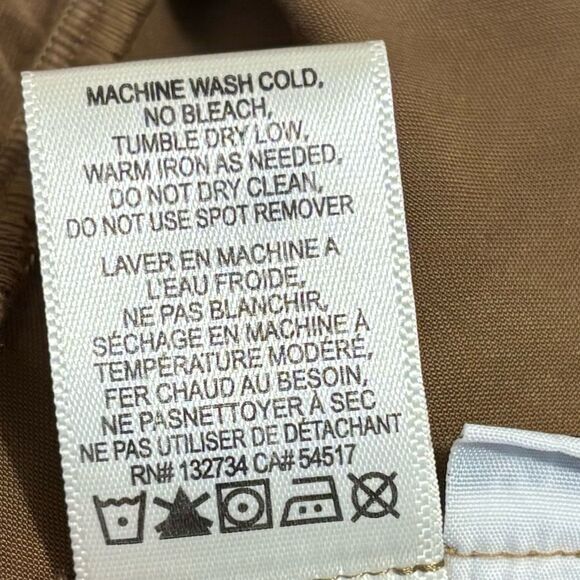 MACHINE WASH COLD,
NO BLEACH,
TUMBLE DRY LOW,
WARM IRON AS NEEDED,
DO NOT DRY CLEAN,
DO NOT USE SPOT REMOVER
LAVER EN MACHINE A
L'EAU FROIDE,
NE PAS BLANCHIR,
SÉCHAGE EN MACHINE À
TEMPÉRATURE MODÉRÉ,
FER CHAUD AU BESOIN,
NE PASNETTOYER À SEC
NE PAS UTILISER DE DÉTACHANT
RN# 132734 CA# 54517